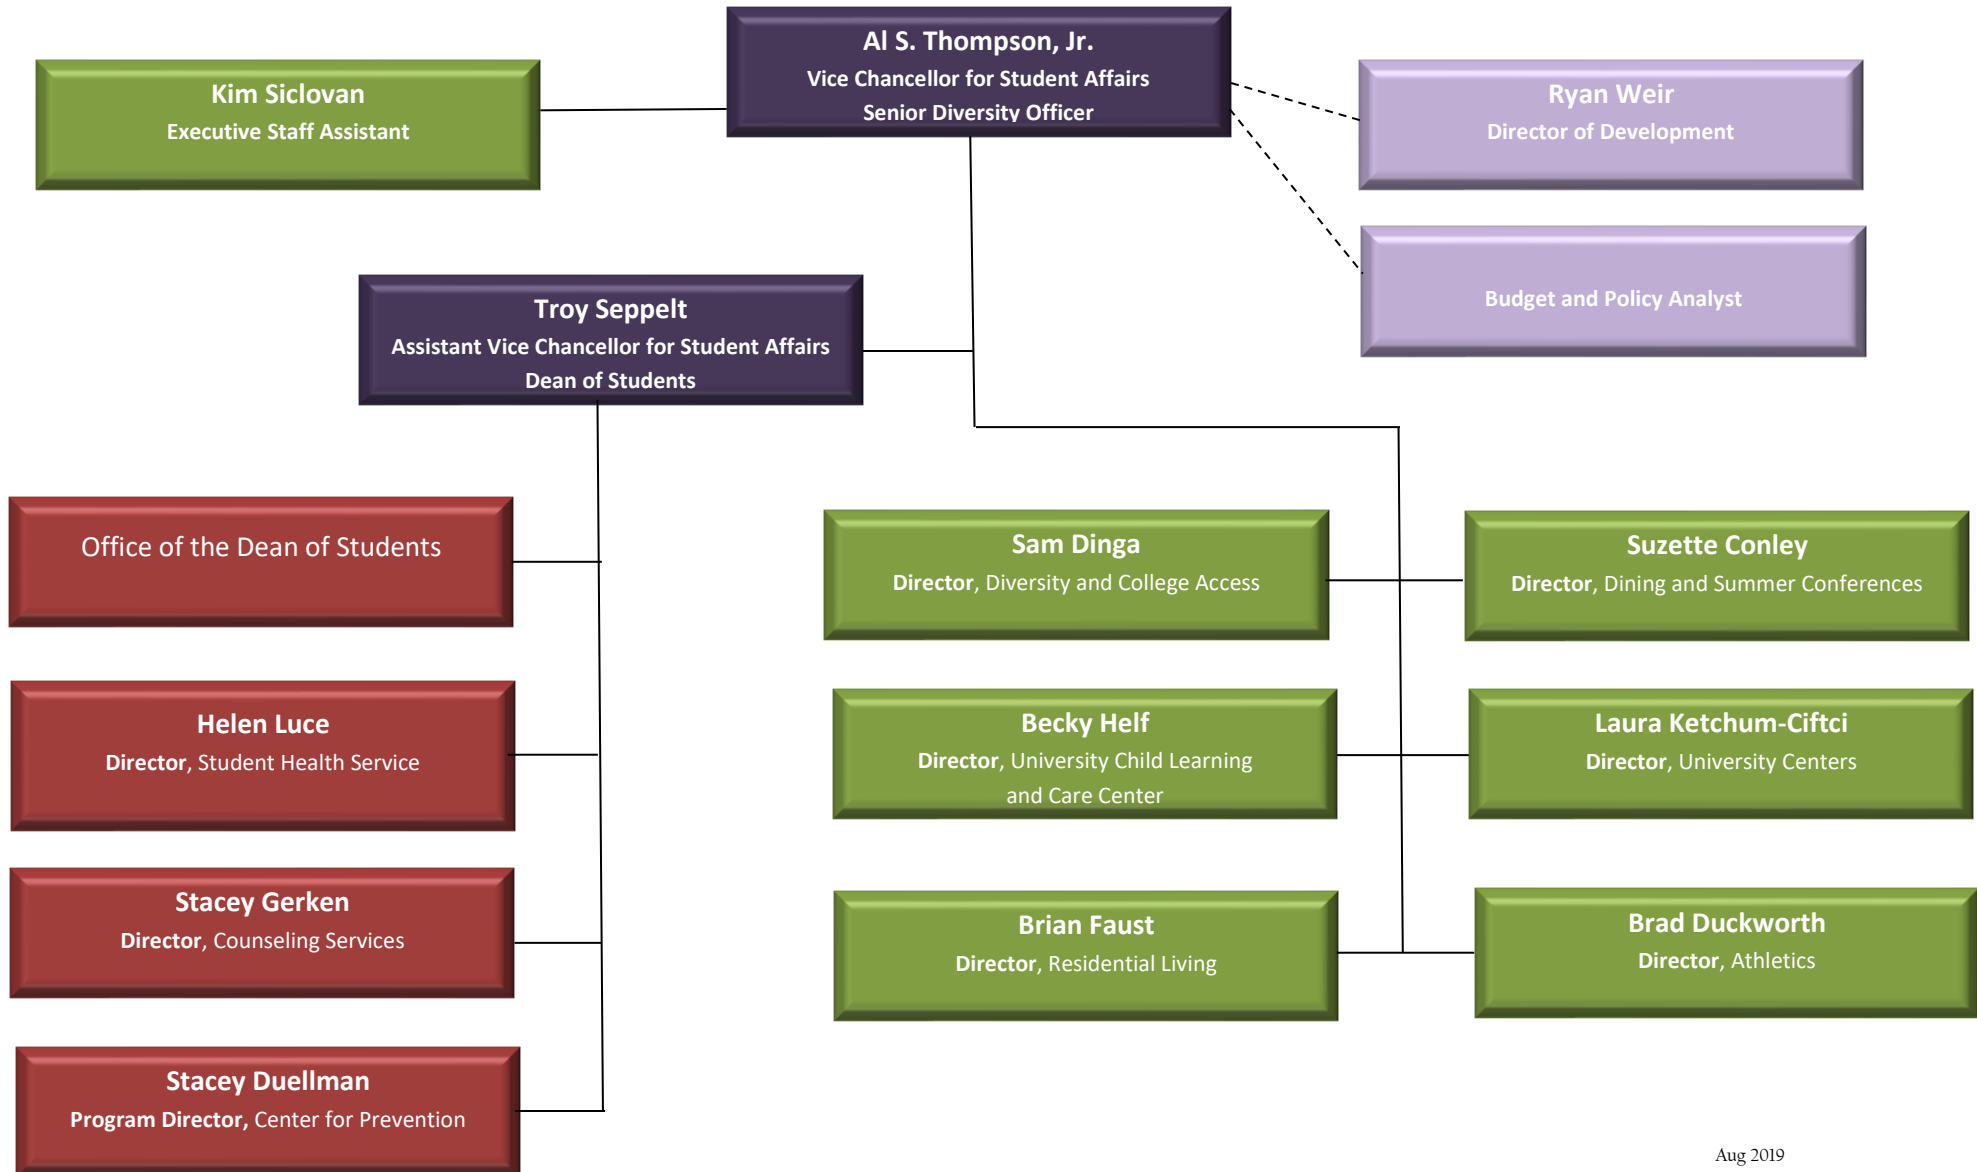 Al S. Thompson, Jr.
Vice Chancellor for Student Affairs
Senior Diversity Officer
Kim Siclovan
Executive Staff Assistant
Ryan Weir
Director of Development
Budget and Policy Analyst
Troy Seppelt
Assistant Vice Chancellor for Student Affairs
Dean of Students
Office of the Dean of Students
Helen Luce
Director, Student Health Service
Stacey Gerken
Director, Counseling Services
Stacey Duellman
Program Director, Center for Prevention
Sam Dinga
Director, Diversity and College Access
Suzette Conley
Director, Dining and Summer Conferences
Becky Helf
Director, University Child Learning
and Care Center
Laura Ketchum-Ciftci
Director, University Centers
Brian Faust
Director, Residential Living
Brad Duckworth
Director, Athletics
Aug 2019